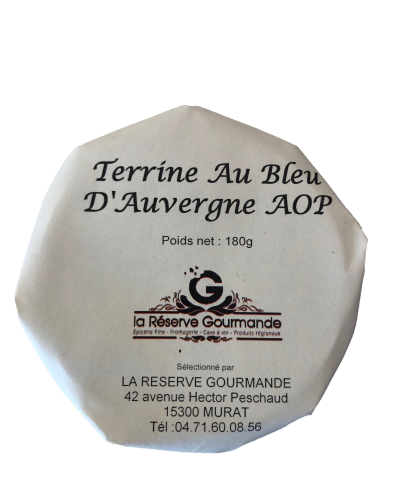 Terrine Au Bleu
D'Auvergne AOP
Poids net : 180g
G
la Réserve Gourmande
Epicerie Fine - Fromagerie - Cave à vin - Produits régionaux
Sélectionné par
LA RESERVE GOURMANDE
42 avenue Hector Peschaud
15300 MURAT
Tél :04.71.60.08.56